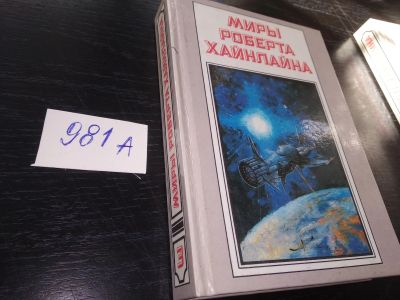 МИРЫ
РОБЕРТА
ХАЙНЛАЙНА
МИРЫ РОБЕРТА ХАЙНЛАЙНА
981 А